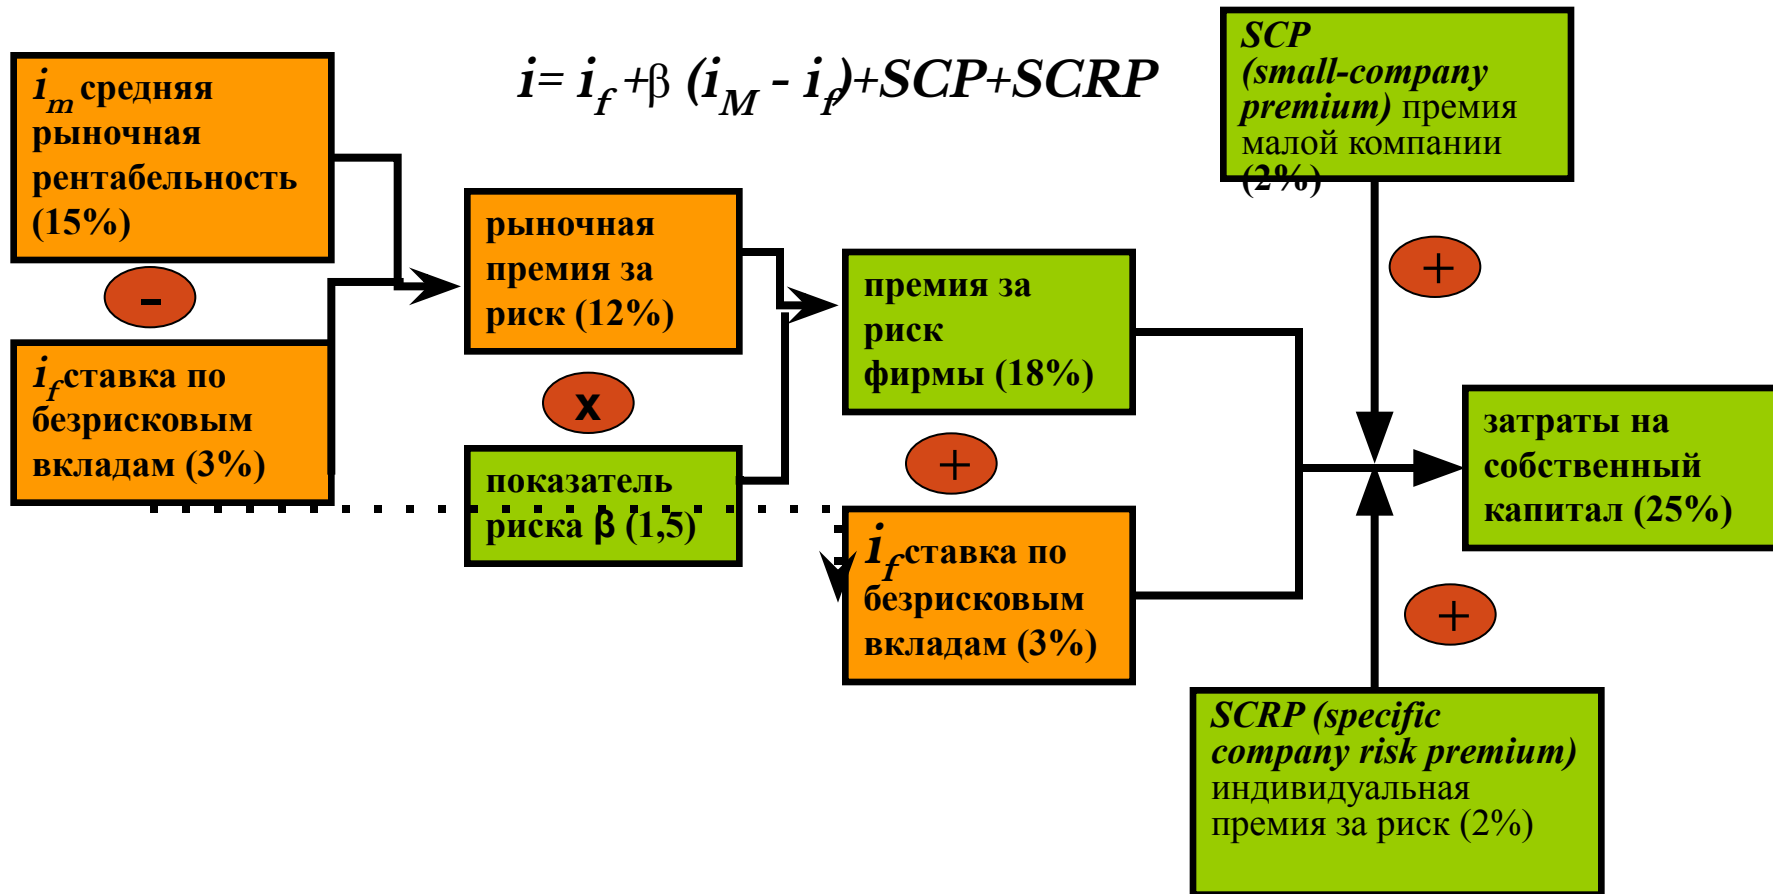 i= i_f +β (i_M - i_f)+SCP+SCRP
i_m средняя
рыночная
рентабельность
(15%)
-
i_f ставка по
безрисковым
вкладам (3%)
рыночная
премия за
риск (12%)
x
показатель
риска β (1,5)
премия за
риск
фирмы (18%)
+
i_f ставка по
безрисковым
вкладам (3%)
SCP
(small-company
premium) премия
малой компании
(2%)
+
затраты на
собственный
капитал (25%)
+
SCRP (specific
company risk premium)
индивидуальная
премия за риск (2%)